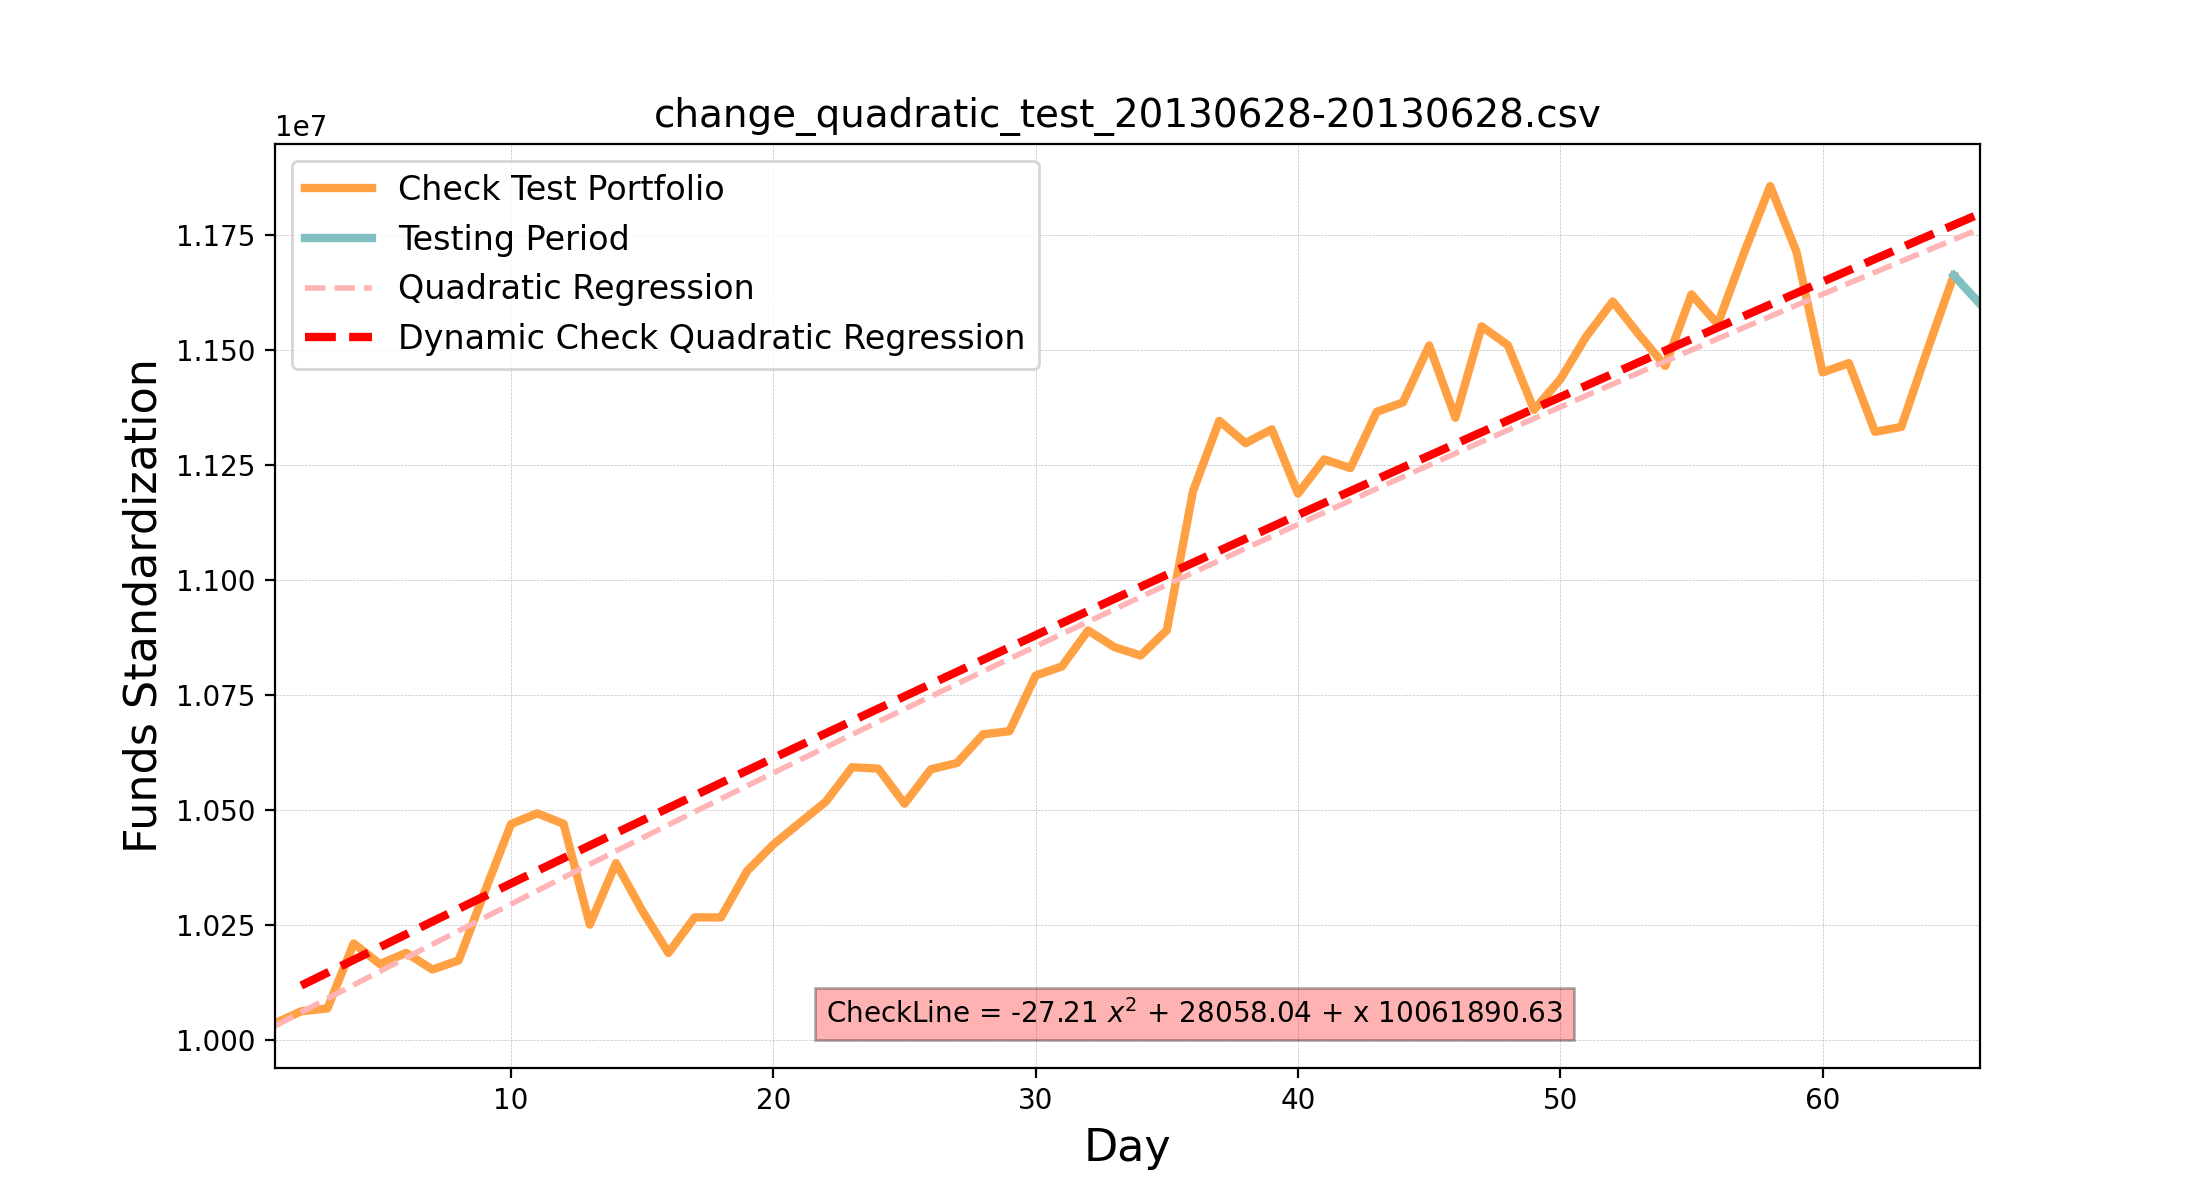 change_quadratic_test_20130628-20130628.csv
1e7
Check Test Portfolio
Testing Period
Quadratic Regression
Dynamic Check Quadratic Regression
Funds Standardization
1.175
1.150
1.125
1.100
1.075
1.050
1.025
1.000
CheckLine = -27.21 x² + 28058.04 + x 10061890.63
10 20 30 40 50 60
Day